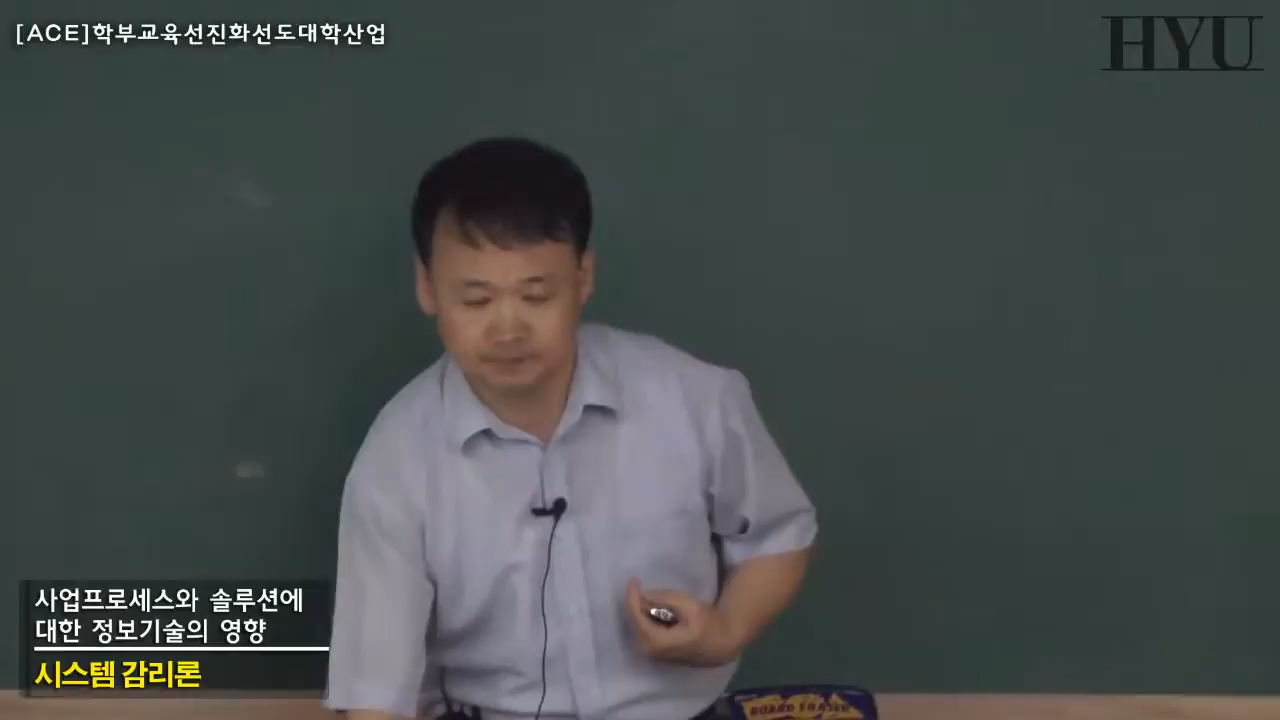 [ACE]학부교육선진화선도대학산업
HYU
사업프로세스와 솔루션에
대한 정보기술의 영향
시스템 감리론
BOARD ERASER